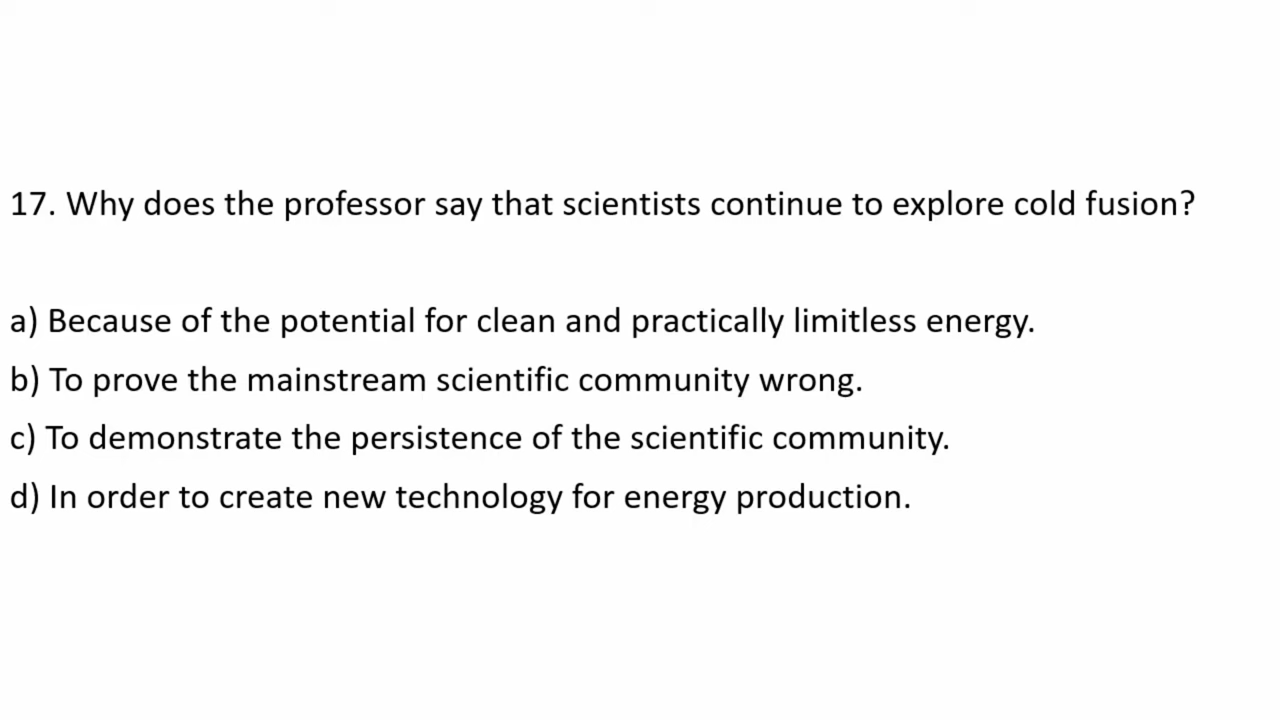 17. Why does the professor say that scientists continue to explore cold fusion?
a) Because of the potential for clean and practically limitless energy.
b) To prove the mainstream scientific community wrong.
c) To demonstrate the persistence of the scientific community.
d) In order to create new technology for energy production.